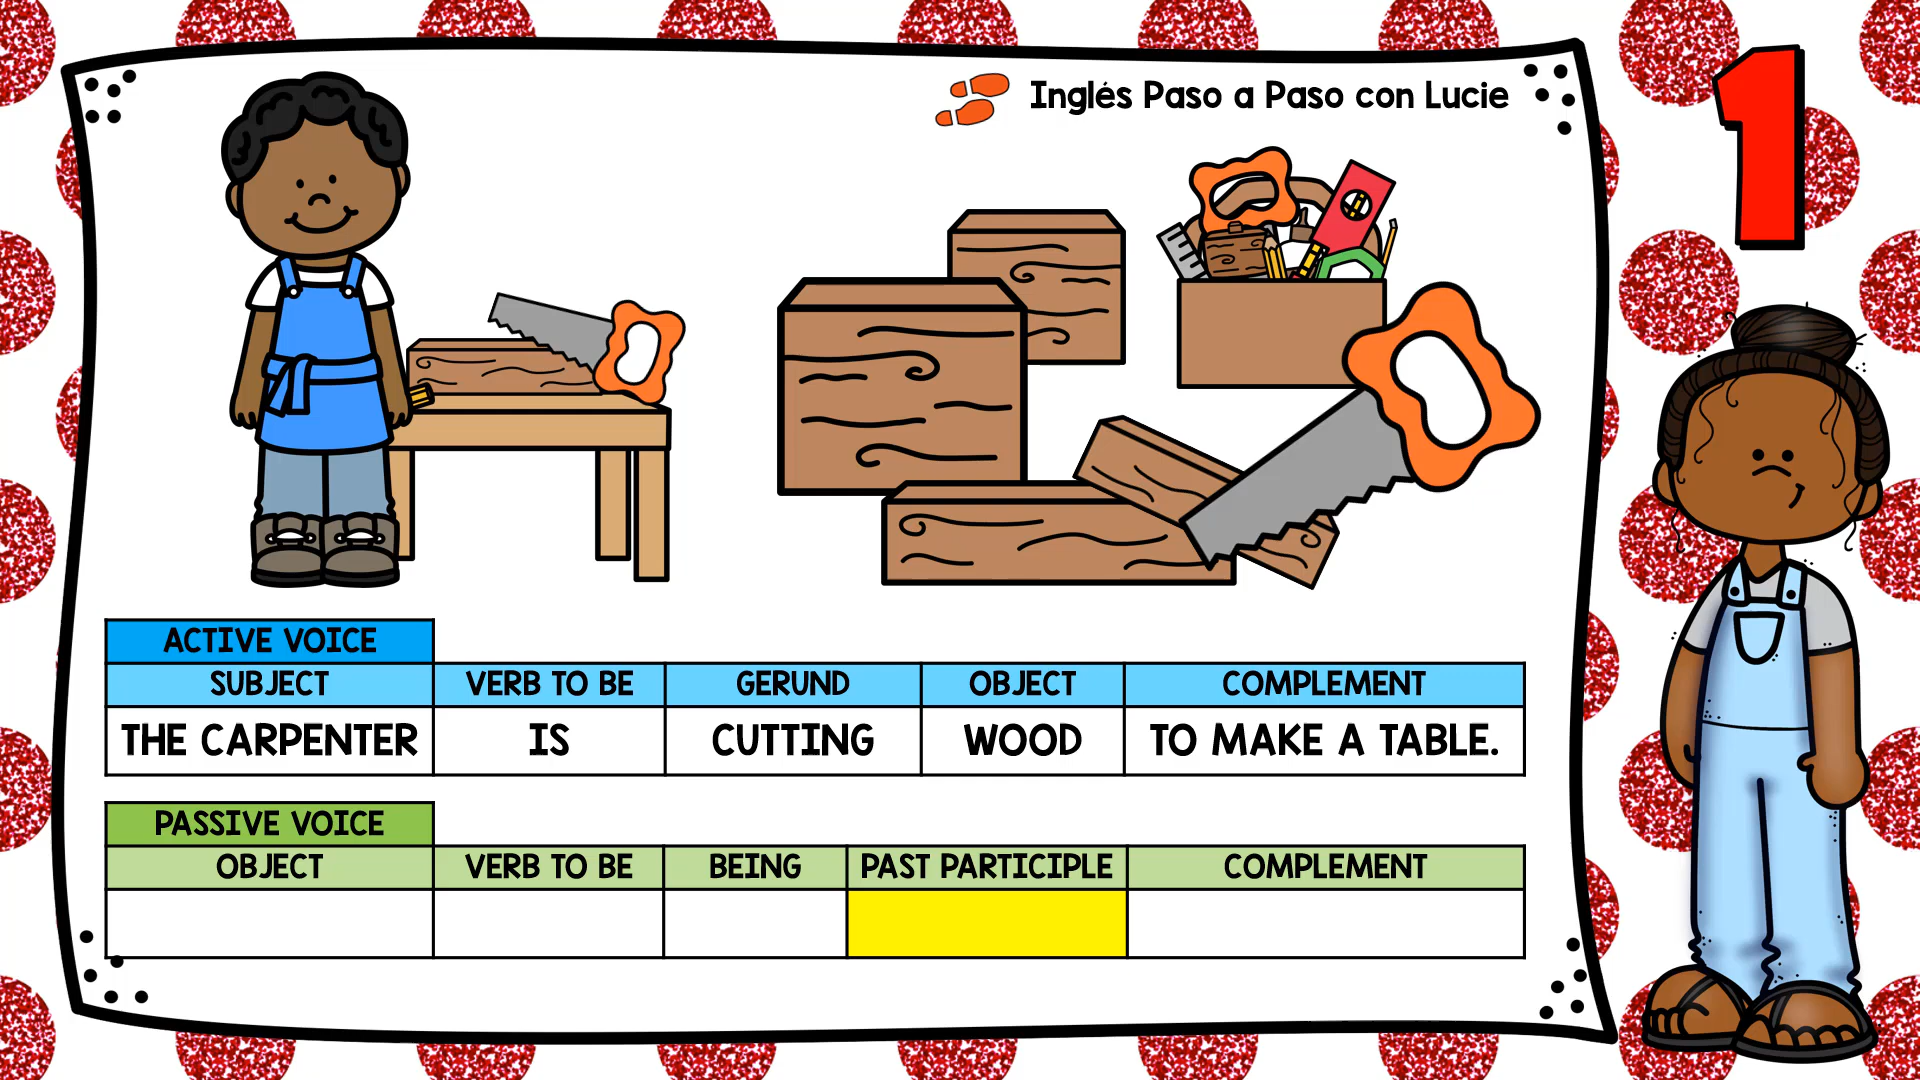 Inglés Paso a Paso con Lucie
1
ACTIVE VOICE
SUBJECT VERB TO BE GERUND OBJECT COMPLEMENT
THE CARPENTER IS CUTTING WOOD TO MAKE A TABLE.
PASSIVE VOICE
OBJECT VERB TO BE BEING PAST PARTICIPLE COMPLEMENT